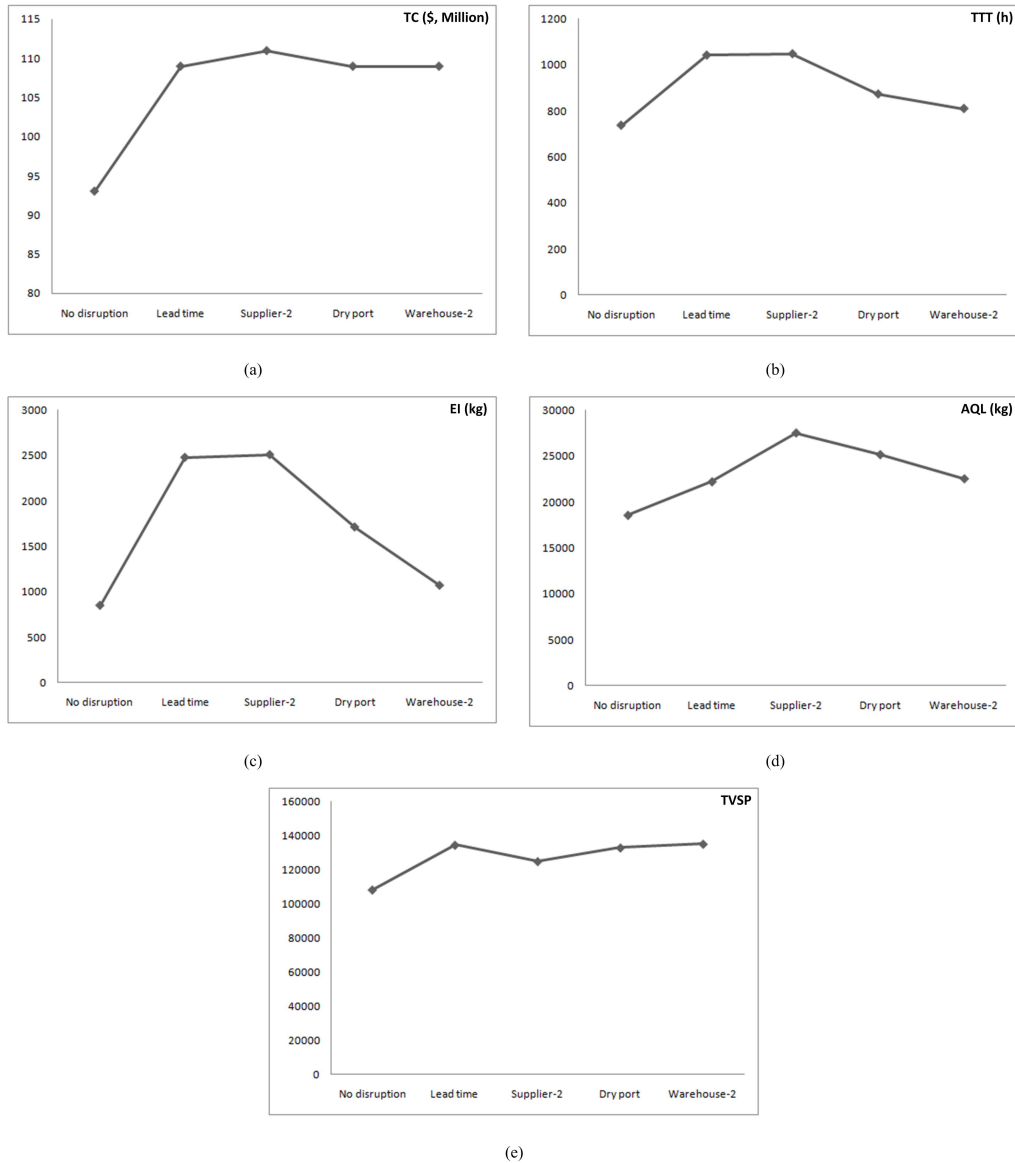 TC ($, Million)
115
110
105
100
95
90
85
80
No disruption Lead time Supplier-2 Dry port Warehouse-2
(a)
TTT (h)
1200
1000
800
600
400
200
0
No disruption Lead time Supplier-2 Dry port Warehouse-2
(b)
EI (kg)
3000
2500
2000
1500
1000
500
0
No disruption Lead time Supplier-2 Dry port Warehouse-2
(c)
AQL (kg)
30000
25000
20000
15000
10000
5000
0
No disruption Lead time Supplier-2 Dry port Warehouse-2
(d)
TVSP
160000
140000
120000
100000
80000
60000
40000
20000
0
No disruption Lead time Supplier-2 Dry port Warehouse-2
(e)